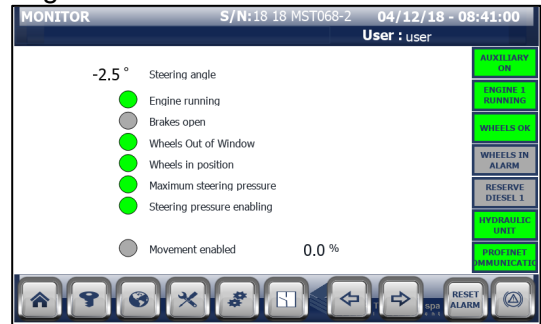 MONITOR S/N:18 18 MST068-2 04/12/18 - 08:41:00
User : user
-2.5 ° Steering angle
Engine running
Brakes open
Wheels Out of Window
Wheels in position
Maximum steering pressure
Steering pressure enabling
Movement enabled 0.0 %
AUXILIARY
ON
ENGINE 1
RUNNING
WHEELS OK
WHEELS IN
ALARM
RESERVE
DIESEL 1
HYDRAULIC
UNIT
PROFINET
OMMUNICATIO
spa
RESET
ALARM